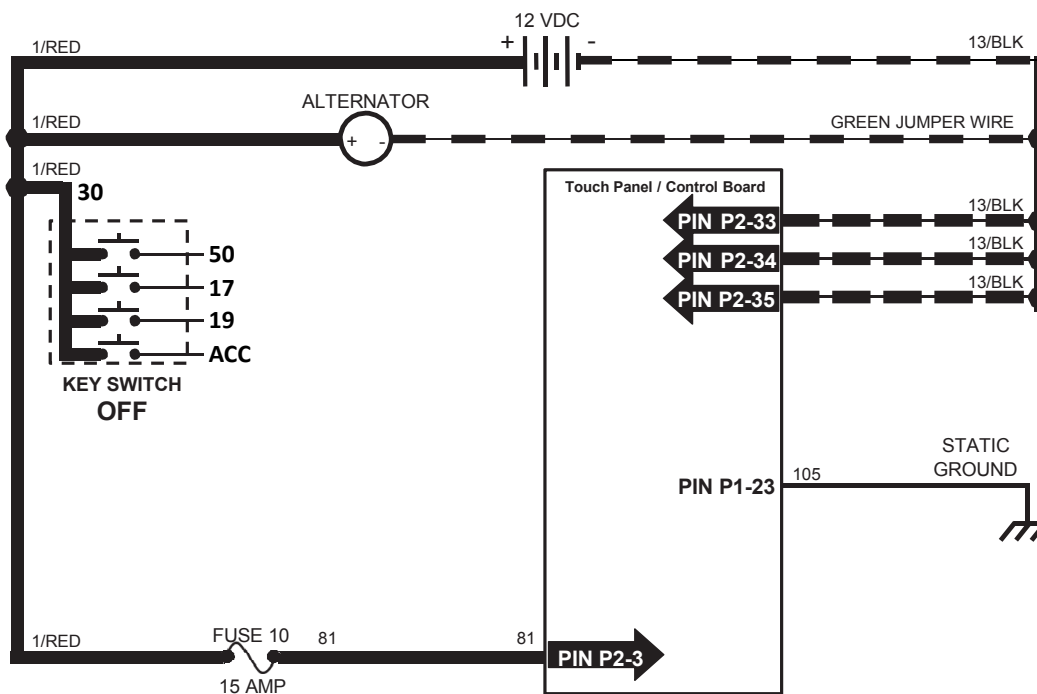 12 VDC
+ -
1/RED
13/BLK
ALTERNATOR
1/RED
+ -
GREEN JUMPER WIRE
1/RED
30
Touch Panel / Control Board
PIN P2-33
13/BLK
50
PIN P2-34
13/BLK
17
PIN P2-35
13/BLK
19
ACC
KEY SWITCH
OFF
STATIC
GROUND
PIN P1-23
105
1/RED
FUSE 10
81
81
PIN P2-3
15 AMP